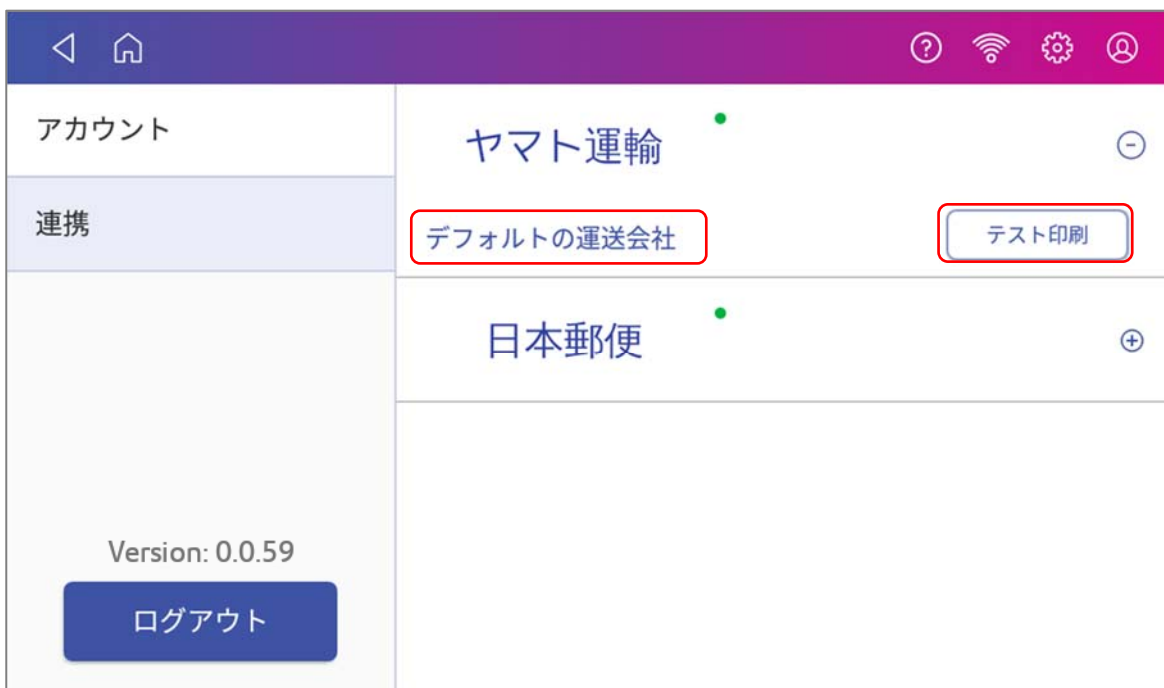 アカウント
連携
Version: 0.0.59
ログアウト
ヤマト運輸
デフォルトの運送会社
テスト印刷
日本郵便